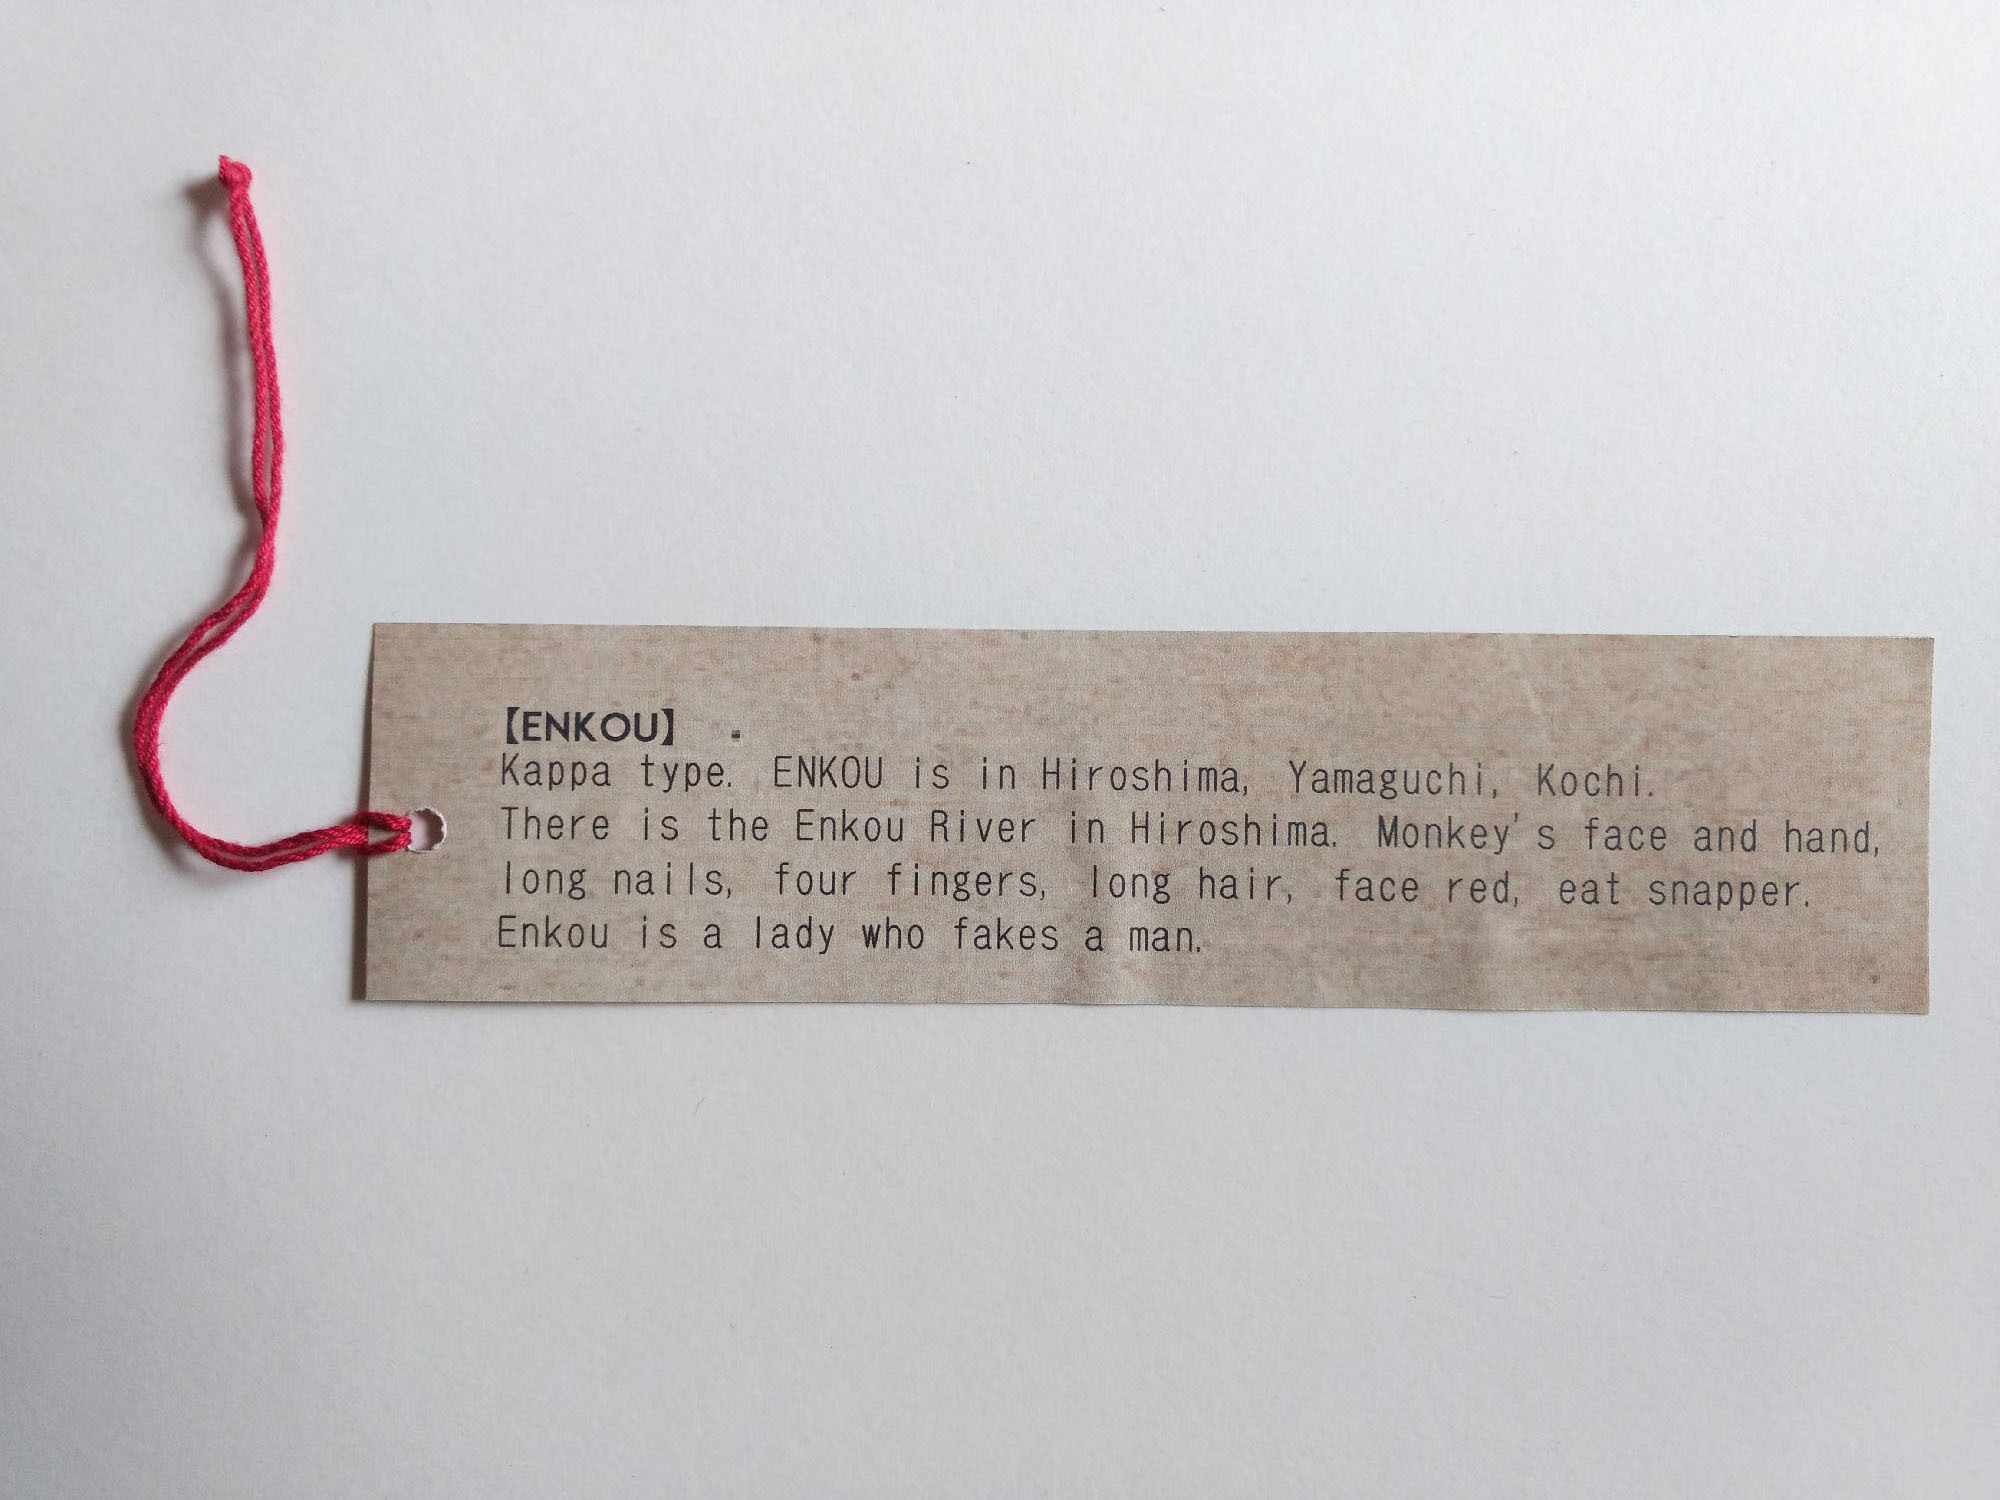 【ENKOU】
Kappa type. ENKOU is in Hiroshima, Yamaguchi, Kochi.
There is the Enkou River in Hiroshima. Monkey's face and hand,
long nails, four fingers, long hair, face red, eat snapper.
Enkou is a lady who fakes a man.